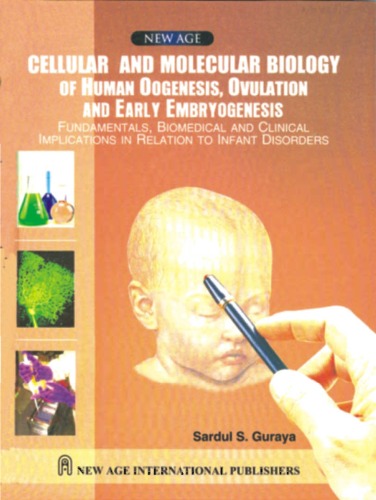 NEW AGE
CELLULAR AND MOLECULAR BIOLOGY
OF HUMAN OOGENESIS, OVULATION
AND EARLY EMBRYOGENESIS
FUNDAMENTALS, BIOMEDICAL AND CLINICAL
IMPLICATIONS IN RELATION TO INFANT DISORDERS
Sardul S. Guraya
NEW AGE INTERNATIONAL PUBLISHERS